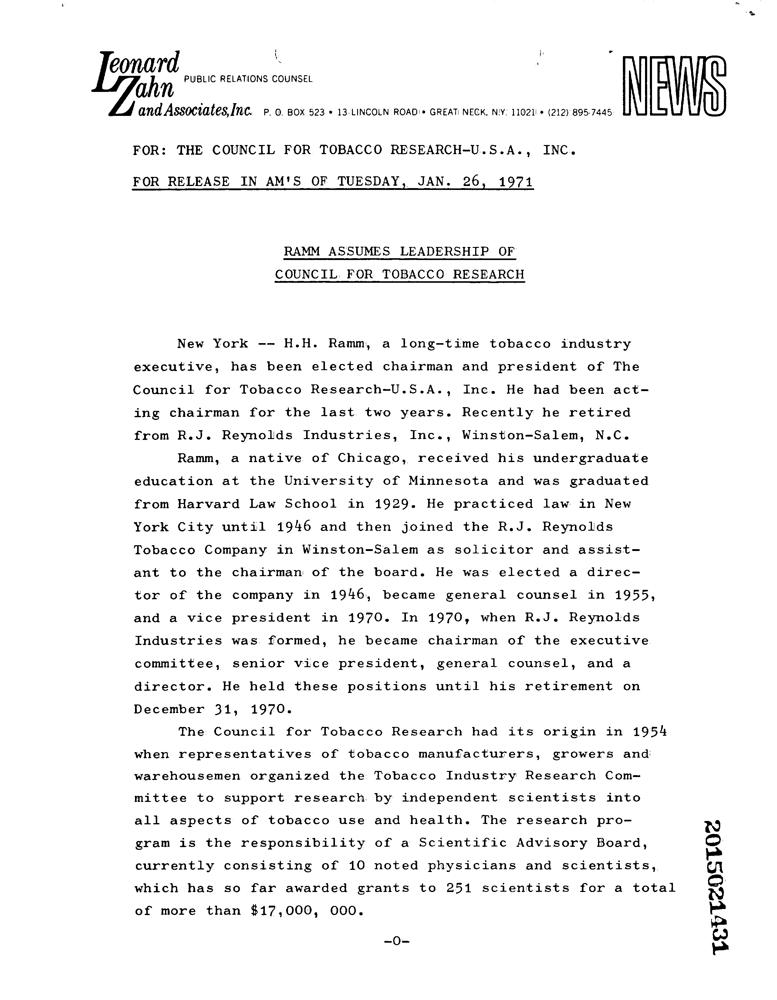 Leonard
Zahn
and Associates, Inc.
PUBLIC RELATIONS COUNSEL
P. O. BOX 523 • 13 LINCOLN ROAD • GREAT NECK, N.Y. 11021 • (212) 895-7445
NEWS
FOR: THE COUNCIL FOR TOBACCO RESEARCH-U.S.A., INC.
FOR RELEASE IN AM'S OF TUESDAY, JAN. 26, 1971
RAMM ASSUMES LEADERSHIP OF
COUNCIL FOR TOBACCO RESEARCH
New York -- H.H. Ramm, a long-time tobacco industry
executive, has been elected chairman and president of The
Council for Tobacco Research-U.S.A., Inc. He had been act-
ing chairman for the last two years. Recently he retired
from R.J. Reynolds Industries, Inc., Winston-Salem, N.C.
Ramm, a native of Chicago, received his undergraduate
education at the University of Minnesota and was graduated
from Harvard Law School in 1929. He practiced law in New
York City until 1946 and then joined the R.J. Reynolds
Tobacco Company in Winston-Salem as solicitor and assist-
ant to the chairman of the board. He was elected a direc-
tor of the company in 1946, became general counsel in 1955,
and a vice president in 1970. In 1970, when R.J. Reynolds
Industries was formed, he became chairman of the executive
committee, senior vice president, general counsel, and a
director. He held these positions until his retirement on
December 31, 1970.
The Council for Tobacco Research had its origin in 1954
when representatives of tobacco manufacturers, growers and
warehousemen organized the Tobacco Industry Research Com-
mittee to support research by independent scientists into
all aspects of tobacco use and health. The research pro-
gram is the responsibility of a Scientific Advisory Board,
currently consisting of 10 noted physicians and scientists,
which has so far awarded grants to 251 scientists for a total
of more than $17,000, 000.
-0-
2015021431